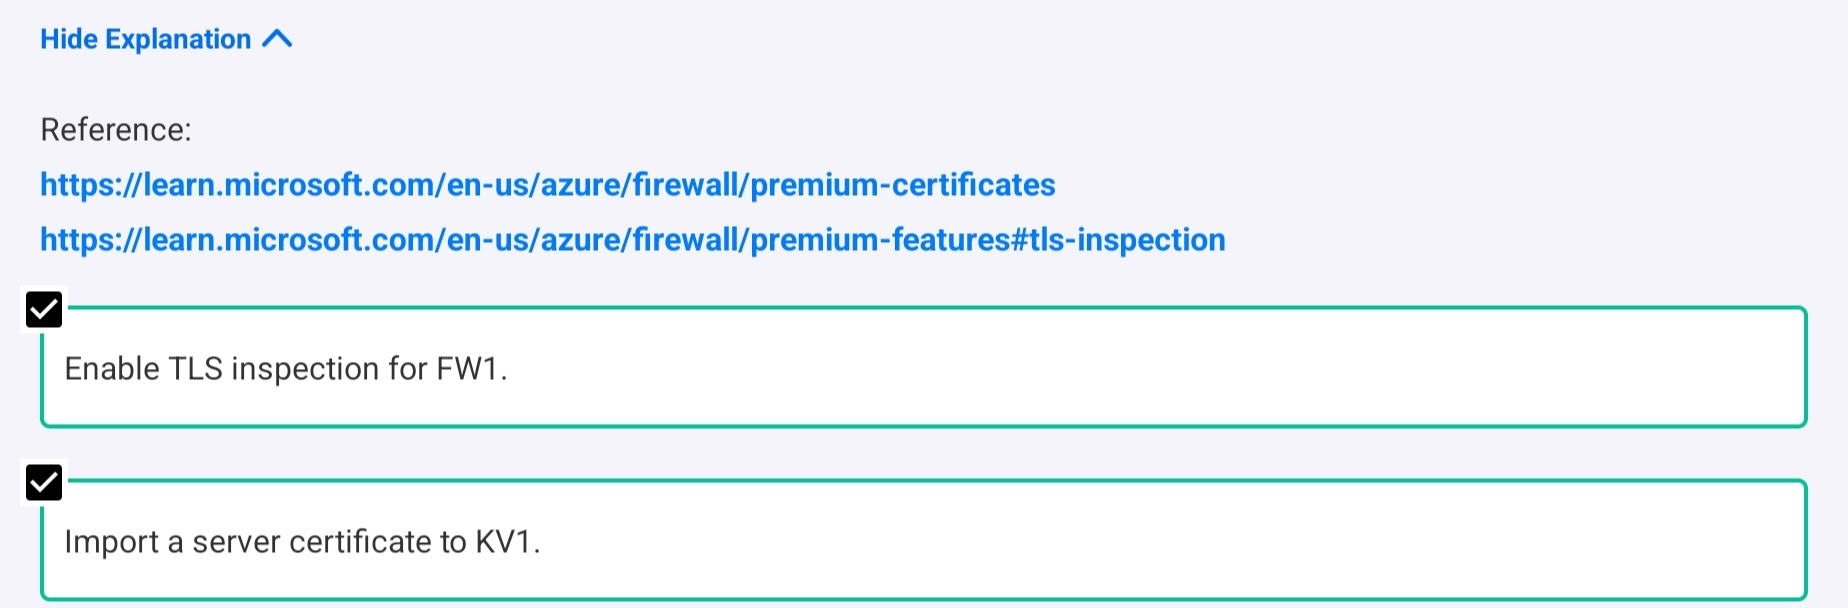 Hide Explanation
Reference:
https://learn.microsoft.com/en-us/azure/firewall/premium-certificates
https://learn.microsoft.com/en-us/azure/firewall/premium-features#tls-inspection
Enable TLS inspection for FW1.
Import a server certificate to KV1.